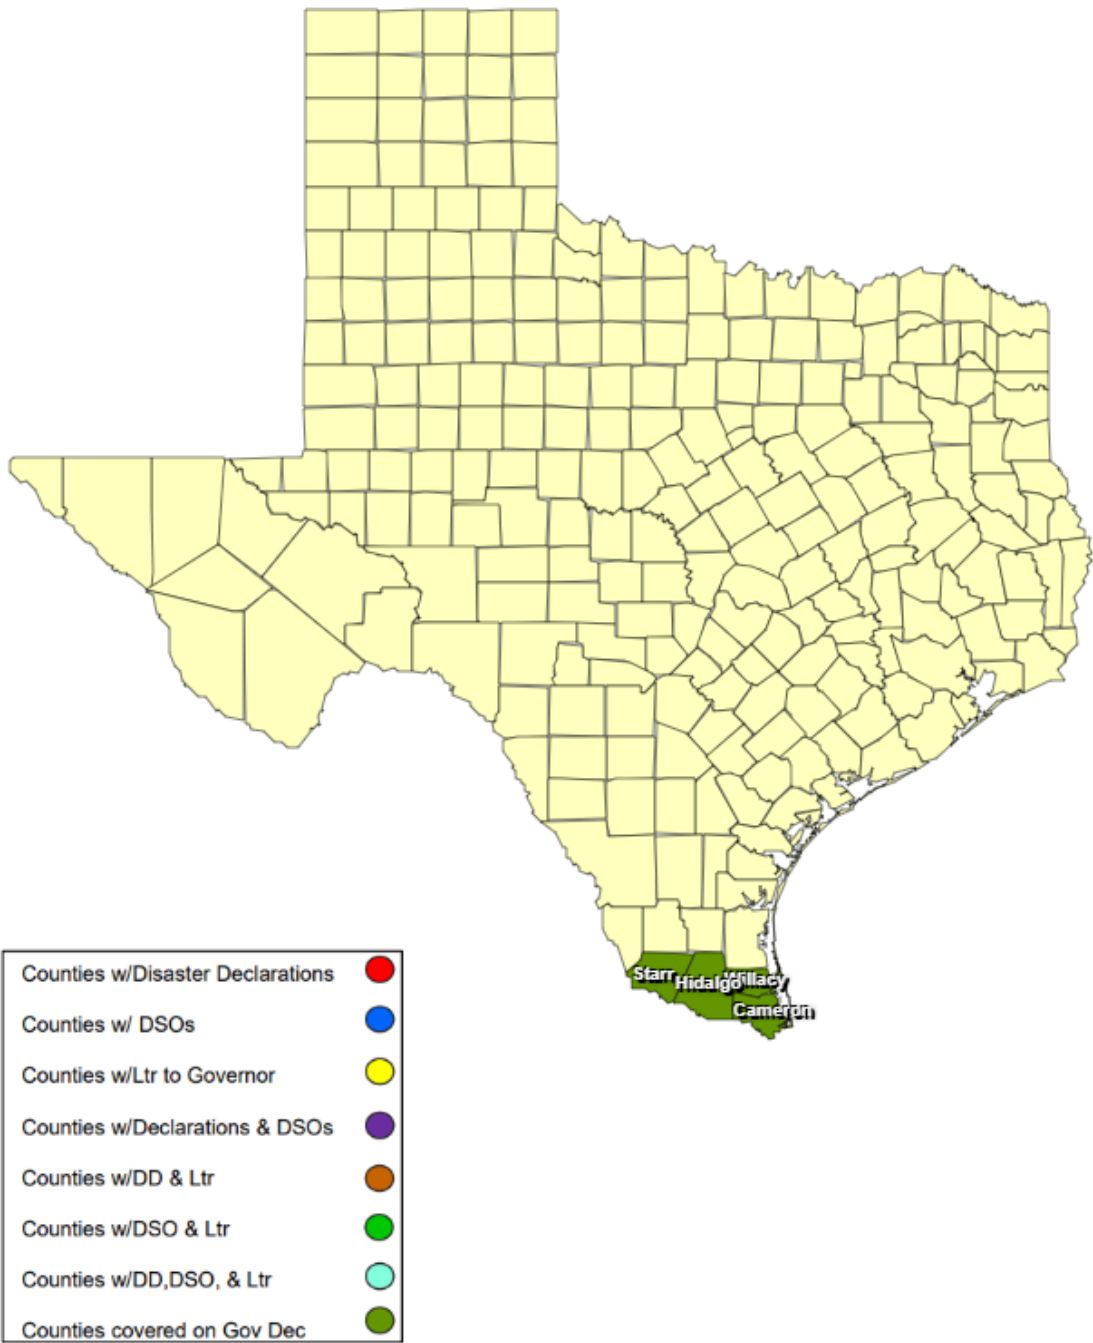 Starr
Hidalgo
Willacy
Cameron
Counties w/Disaster Declarations
Counties w/ DSOs
Counties w/Ltr to Governor
Counties w/Declarations & DSOs
Counties w/DD & Ltr
Counties w/DSO & Ltr
Counties w/DD,DSO, & Ltr
Counties covered on Gov Dec